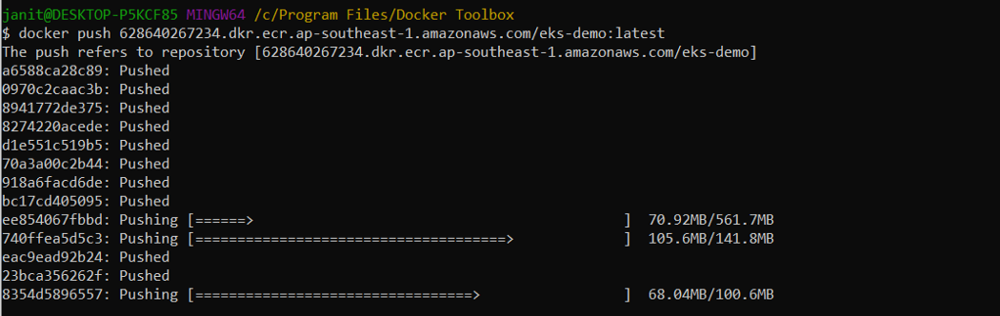 janit@DESKTOP-P5KCF85 MINGW64 /c/Program Files/Docker Toolbox
$ docker push 628640267234.dkr.ecr.ap-southeast-1.amazonaws.com/eks-demo:latest
The push refers to repository [628640267234.dkr.ecr.ap-southeast-1.amazonaws.com/eks-demo]
a6588ca28c89: Pushed
0970c2caac3b: Pushed
8941772de375: Pushed
8274220acede: Pushed
d1e551c519b5: Pushed
70a3a00c2b44: Pushed
918a6facd6de: Pushed
bc17cd405095: Pushed
ee854067fbbd: Pushing [======>                                            ]  70.92MB/561.7MB
740ffea5d5c3: Pushing [=====================================>             ]  105.6MB/141.8MB
eac9ead92b24: Pushed
23bca356262f: Pushed
8354d5896557: Pushing [=================================>                 ]  68.04MB/100.6MB